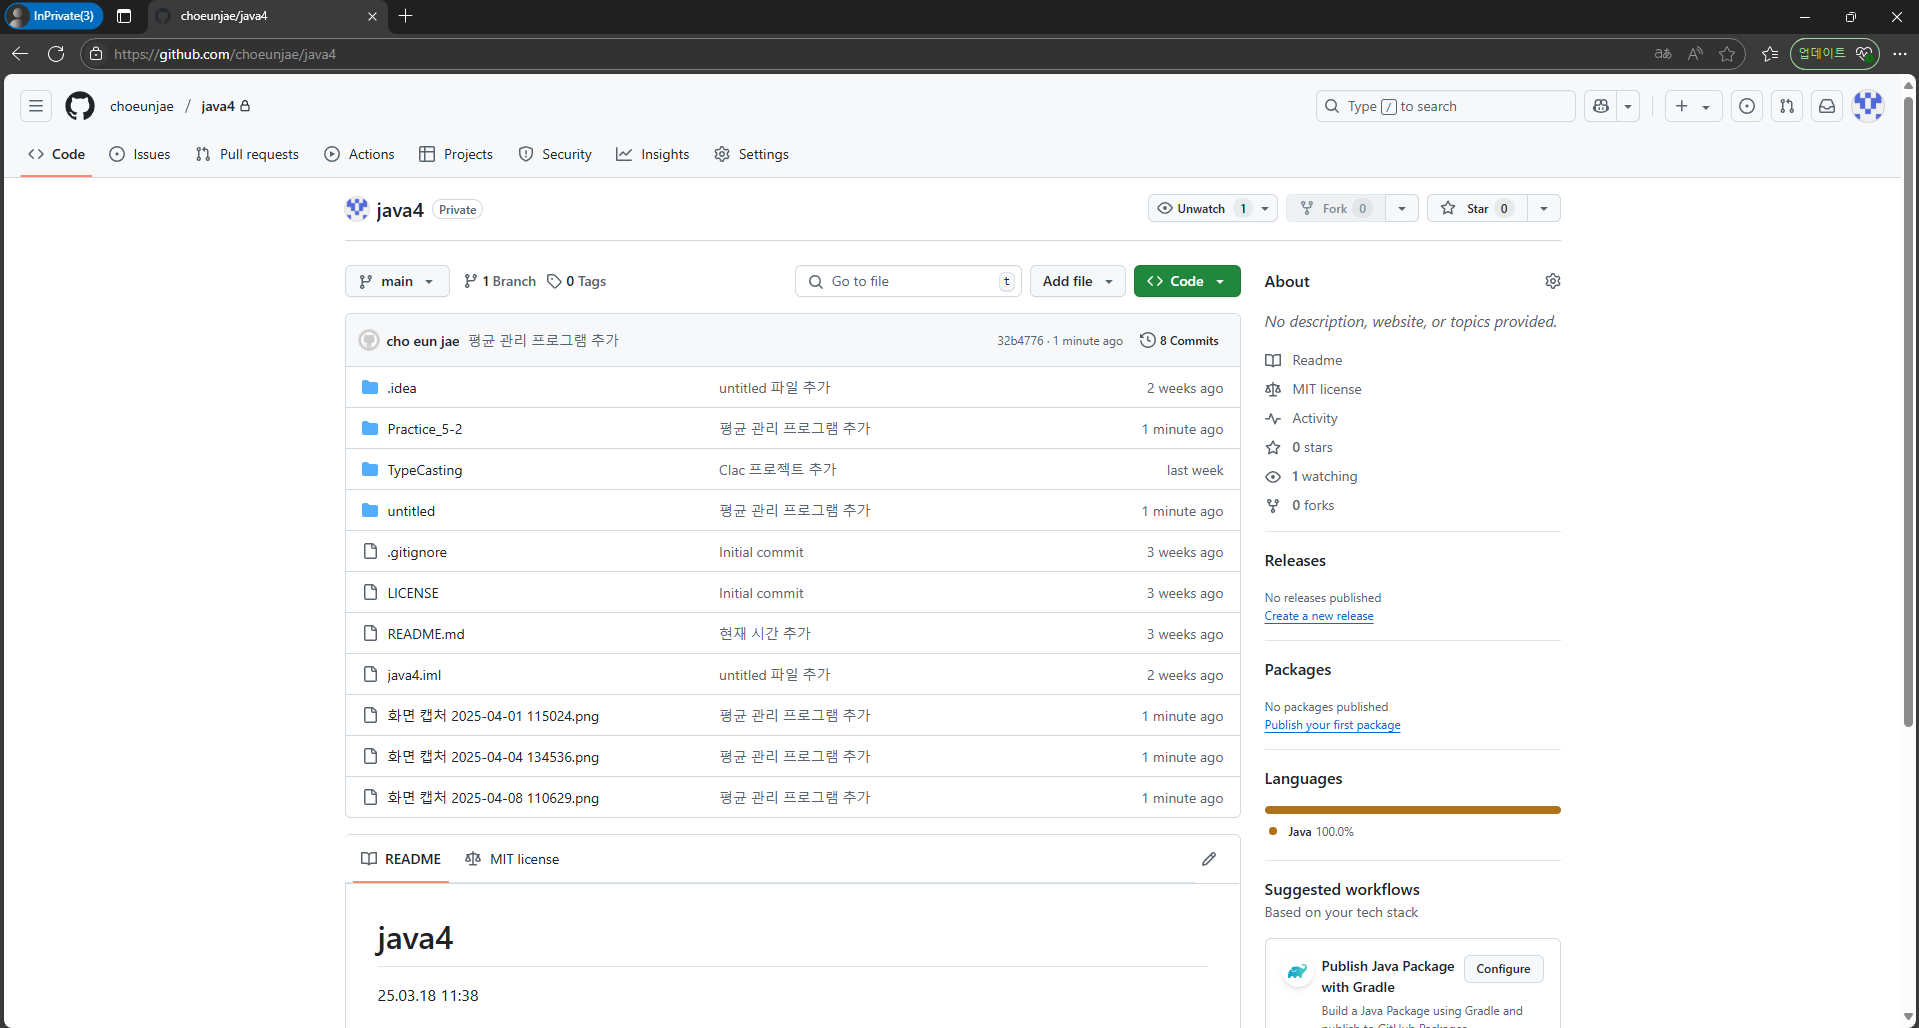 InPrivate(3)
choeunjae/java4
https://github.com/choeunjae/java4
업데이트
choeunjae / java4
Type / to search
Code
Issues
Pull requests
Actions
Projects
Security
Insights
Settings
java4 Private
Unwatch 1
Fork 0
Star 0
main
1 Branch
0 Tags
Go to file t
Add file
Code
cho eun jae 평균 관리 프로그램 추가 32b4776 · 1 minute ago 8 Commits
.idea untitled 파일 추가 2 weeks ago
Practice_5-2 평균 관리 프로그램 추가 1 minute ago
TypeCasting Clac 프로젝트 추가 last week
untitled 평균 관리 프로그램 추가 1 minute ago
.gitignore Initial commit 3 weeks ago
LICENSE Initial commit 3 weeks ago
README.md 현재 시간 추가 3 weeks ago
java4.iml untitled 파일 추가 2 weeks ago
화면 캡처 2025-04-01 115024.png 평균 관리 프로그램 추가 1 minute ago
화면 캡처 2025-04-04 134536.png 평균 관리 프로그램 추가 1 minute ago
화면 캡처 2025-04-08 110629.png 평균 관리 프로그램 추가 1 minute ago
README
MIT license
java4
25.03.18 11:38
About
No description, website, or topics provided.
Readme
MIT license
Activity
0 stars
1 watching
0 forks
Releases
No releases published
Create a new release
Packages
No packages published
Publish your first package
Languages
Java 100.0%
Suggested workflows
Based on your tech stack
Publish Java Package
with Gradle
Configure
Build a Java Package using Gradle and
publish to GitHub Packages.